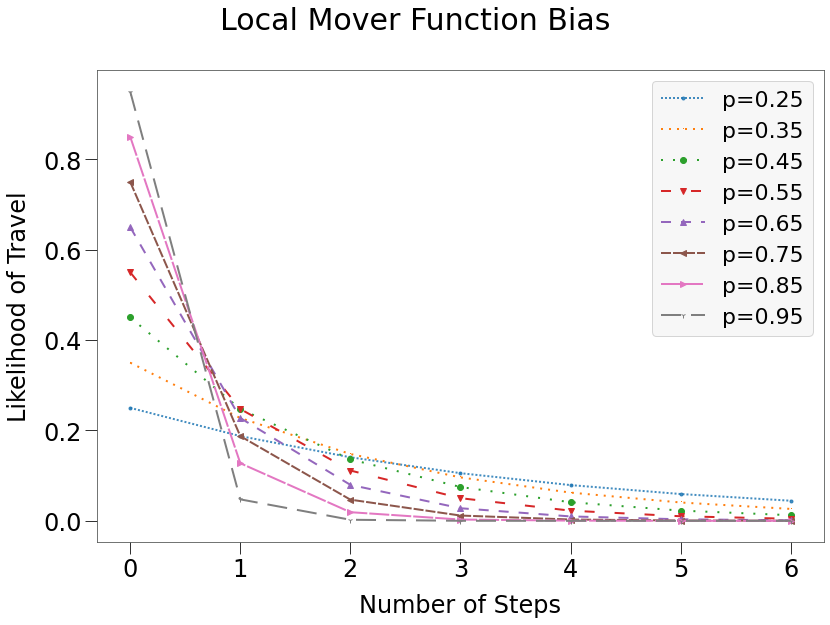 Local Mover Function Bias
Likelihood of Travel
0.8
0.6
0.4
0.2
0.0
p=0.25
p=0.35
p=0.45
p=0.55
p=0.65
p=0.75
p=0.85
p=0.95
0 1 2 3 4 5 6
Number of Steps